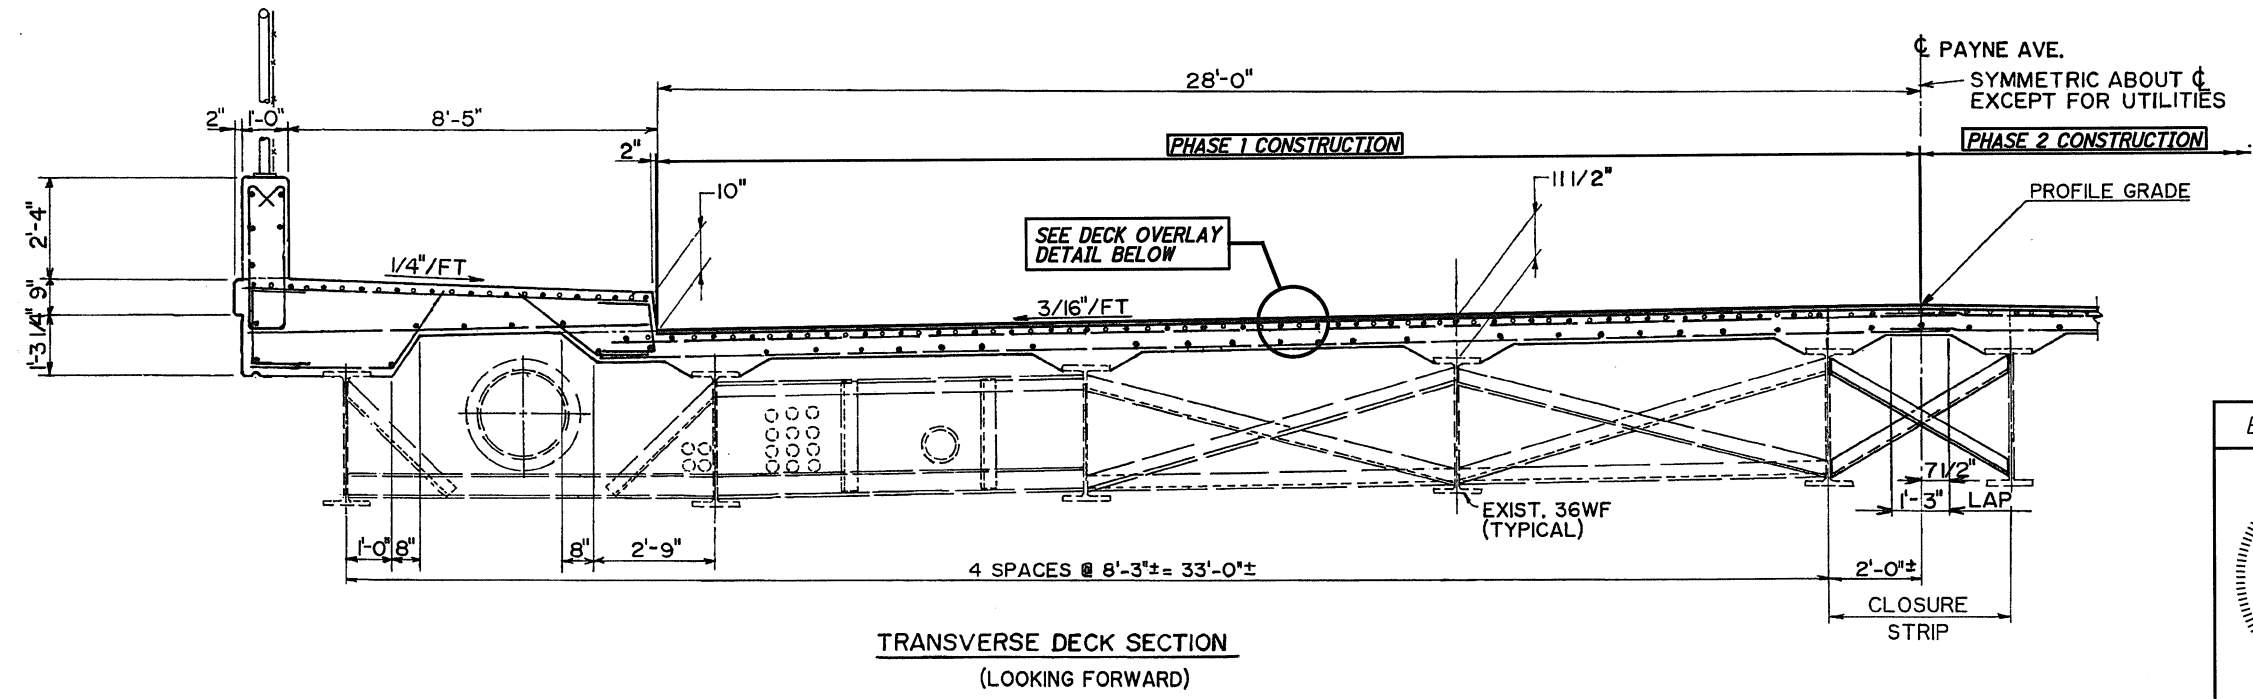 ℄ PAYNE AVE.
SYMMETRIC ABOUT ℄
EXCEPT FOR UTILITIES
28'-0"
2"
1'-0"
8'-5"
2"
PHASE 1 CONSTRUCTION
PHASE 2 CONSTRUCTION
10"
11 1/2"
PROFILE GRADE
2'-4"
SEE DECK OVERLAY
DETAIL BELOW
1/4"/FT
9"
3/16"/FT
1'-3 1/4"
7 1/2"
1'-3"
LAP
EXIST. 36WF
(TYPICAL)
1'-0"
8"
8"
2'-9"
4 SPACES @ 8'-3"±= 33'-0"±
2'-0"±
CLOSURE
STRIP
TRANSVERSE DECK SECTION
(LOOKING FORWARD)